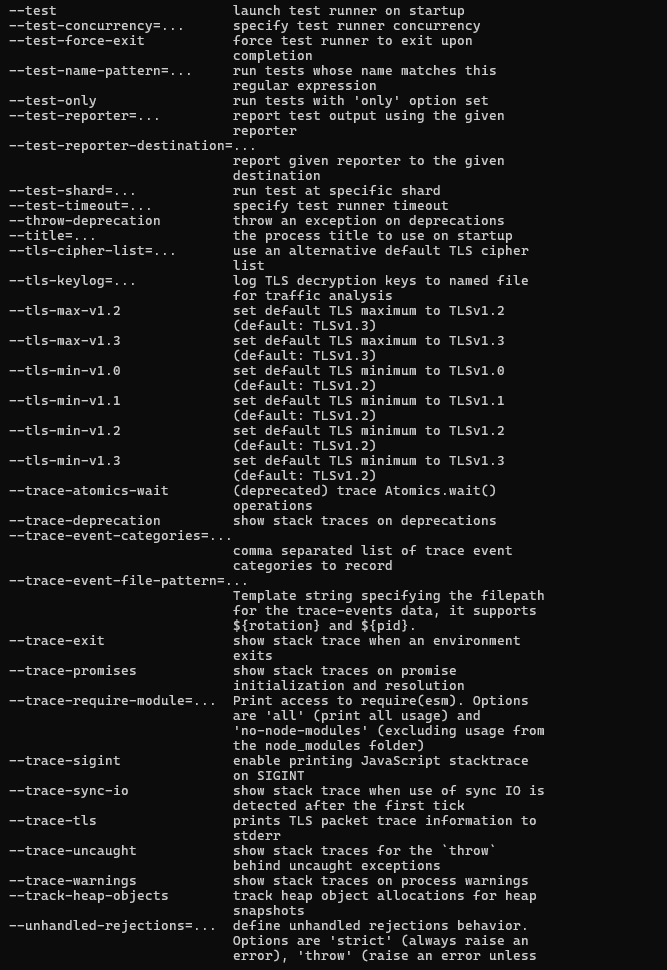 --test                      launch test runner on startup
--test-concurrency=...      specify test runner concurrency
--test-force-exit           force test runner to exit upon
                            completion
--test-name-pattern=...     run tests whose name matches this
                            regular expression
--test-only                 run tests with 'only' option set
--test-reporter=...         report test output using the given
                            reporter
--test-reporter-destination=...
                            report given reporter to the given
                            destination
--test-shard=...            run test at specific shard
--test-timeout=...          specify test runner timeout
--throw-deprecation         throw an exception on deprecations
--title=...                 the process title to use on startup
--tls-cipher-list=...       use an alternative default TLS cipher
                            list
--tls-keylog=...            log TLS decryption keys to named file
                            for traffic analysis
--tls-max-v1.2              set default TLS maximum to TLSv1.2
                            (default: TLSv1.3)
--tls-max-v1.3              set default TLS maximum to TLSv1.3
                            (default: TLSv1.3)
--tls-min-v1.0              set default TLS minimum to TLSv1.0
                            (default: TLSv1.2)
--tls-min-v1.1              set default TLS minimum to TLSv1.1
                            (default: TLSv1.2)
--tls-min-v1.2              set default TLS minimum to TLSv1.2
                            (default: TLSv1.2)
--tls-min-v1.3              set default TLS minimum to TLSv1.3
                            (default: TLSv1.2)
--trace-atomics-wait        (deprecated) trace Atomics.wait()
                            operations
--trace-deprecation         show stack traces on deprecations
--trace-event-categories=...
                            comma separated list of trace event
                            categories to record
--trace-event-file-pattern=...
                            Template string specifying the filepath
                            for the trace-events data, it supports
                            ${rotation} and ${pid}.
--trace-exit                show stack trace when an environment
                            exits
--trace-promises            show stack traces on promise
                            initialization and resolution
--trace-require-module=...  Print access to require(esm). Options
                            are 'all' (print all usage) and
                            'no-node-modules' (excluding usage from
                            the node_modules folder)
--trace-sigint              enable printing JavaScript stacktrace
                            on SIGINT
--trace-sync-io             show stack trace when use of sync IO is
                            detected after the first tick
--trace-tls                 prints TLS packet trace information to
                            stderr
--trace-uncaught            show stack traces for the `throw`
                            behind uncaught exceptions
--trace-warnings            show stack traces on process warnings
--track-heap-objects        track heap object allocations for heap
                            snapshots
--unhandled-rejections=...  define unhandled rejections behavior.
                            Options are 'strict' (always raise an
                            error), 'throw' (raise an error unless